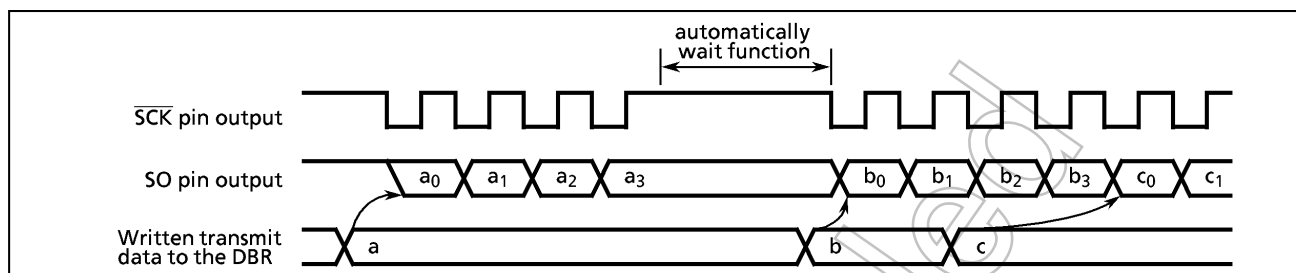 automatically
wait function
SCK pin output
SO pin output
a0 a1 a2 a3 b0 b1 b2 b3 c0 c1
Written transmit
data to the DBR
a b c
led